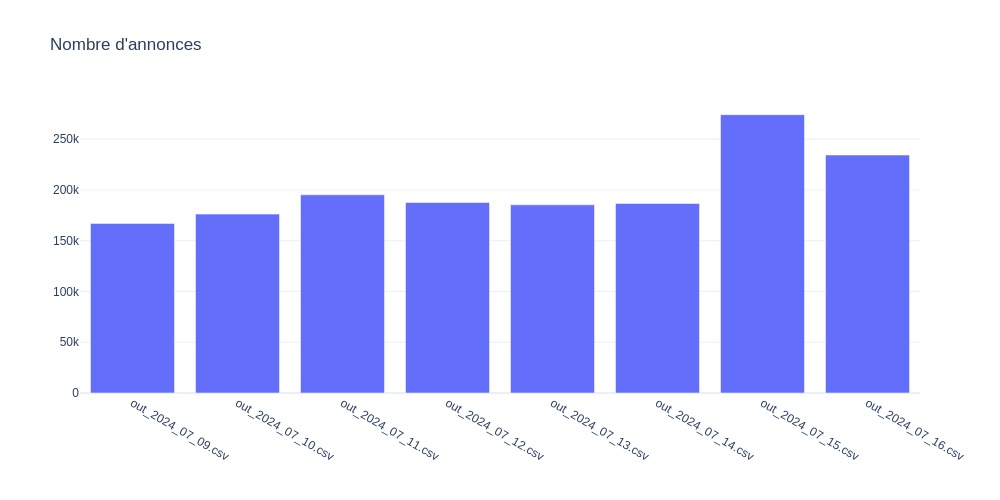 Nombre d'annonces
250k
200k
150k
100k
50k
0
out_2024_07_09.csv
out_2024_07_10.csv
out_2024_07_11.csv
out_2024_07_12.csv
out_2024_07_13.csv
out_2024_07_14.csv
out_2024_07_15.csv
out_2024_07_16.csv